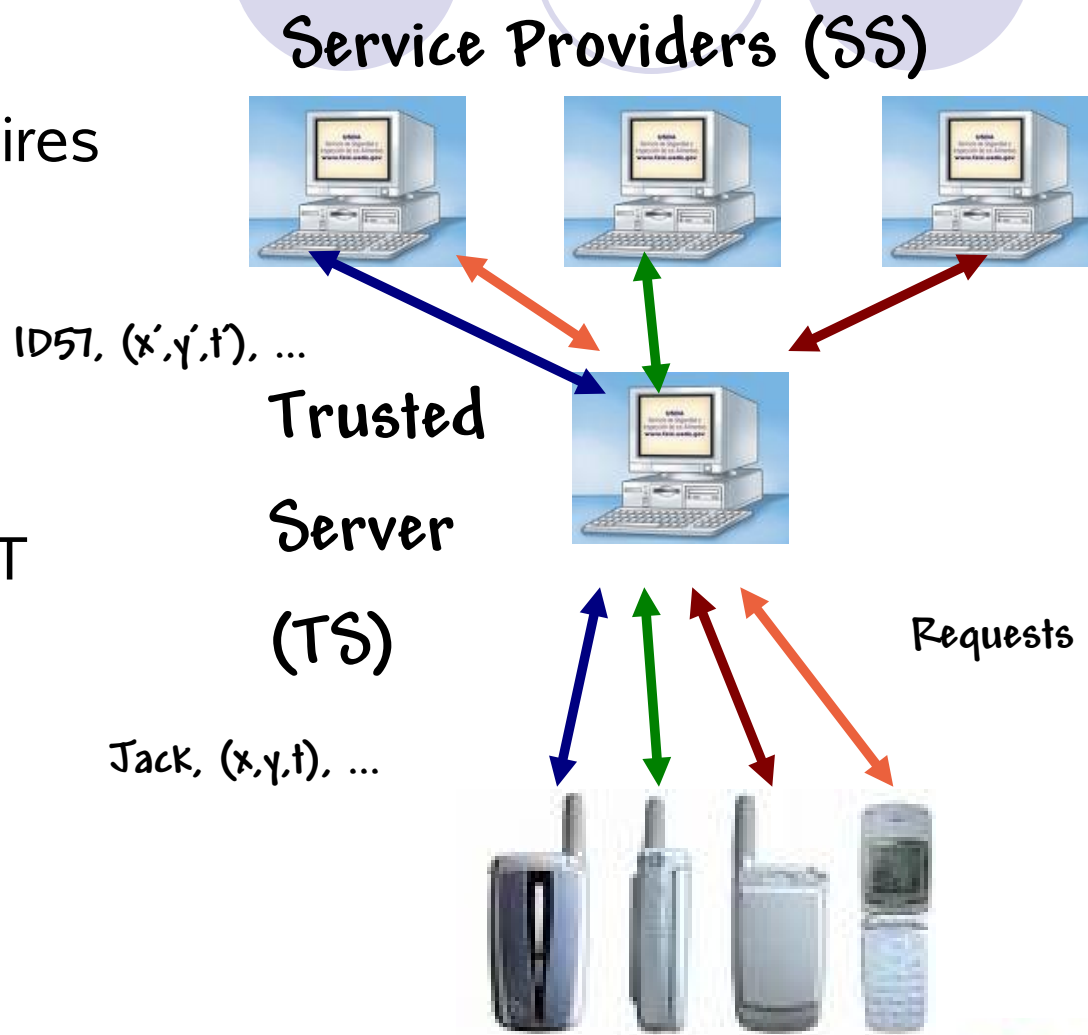 Service Providers (SS)
ires
ID57, (x´,y´,t´), ...
Trusted
Server
T
(TS)
Requests
Jack, (x,y,t), ...